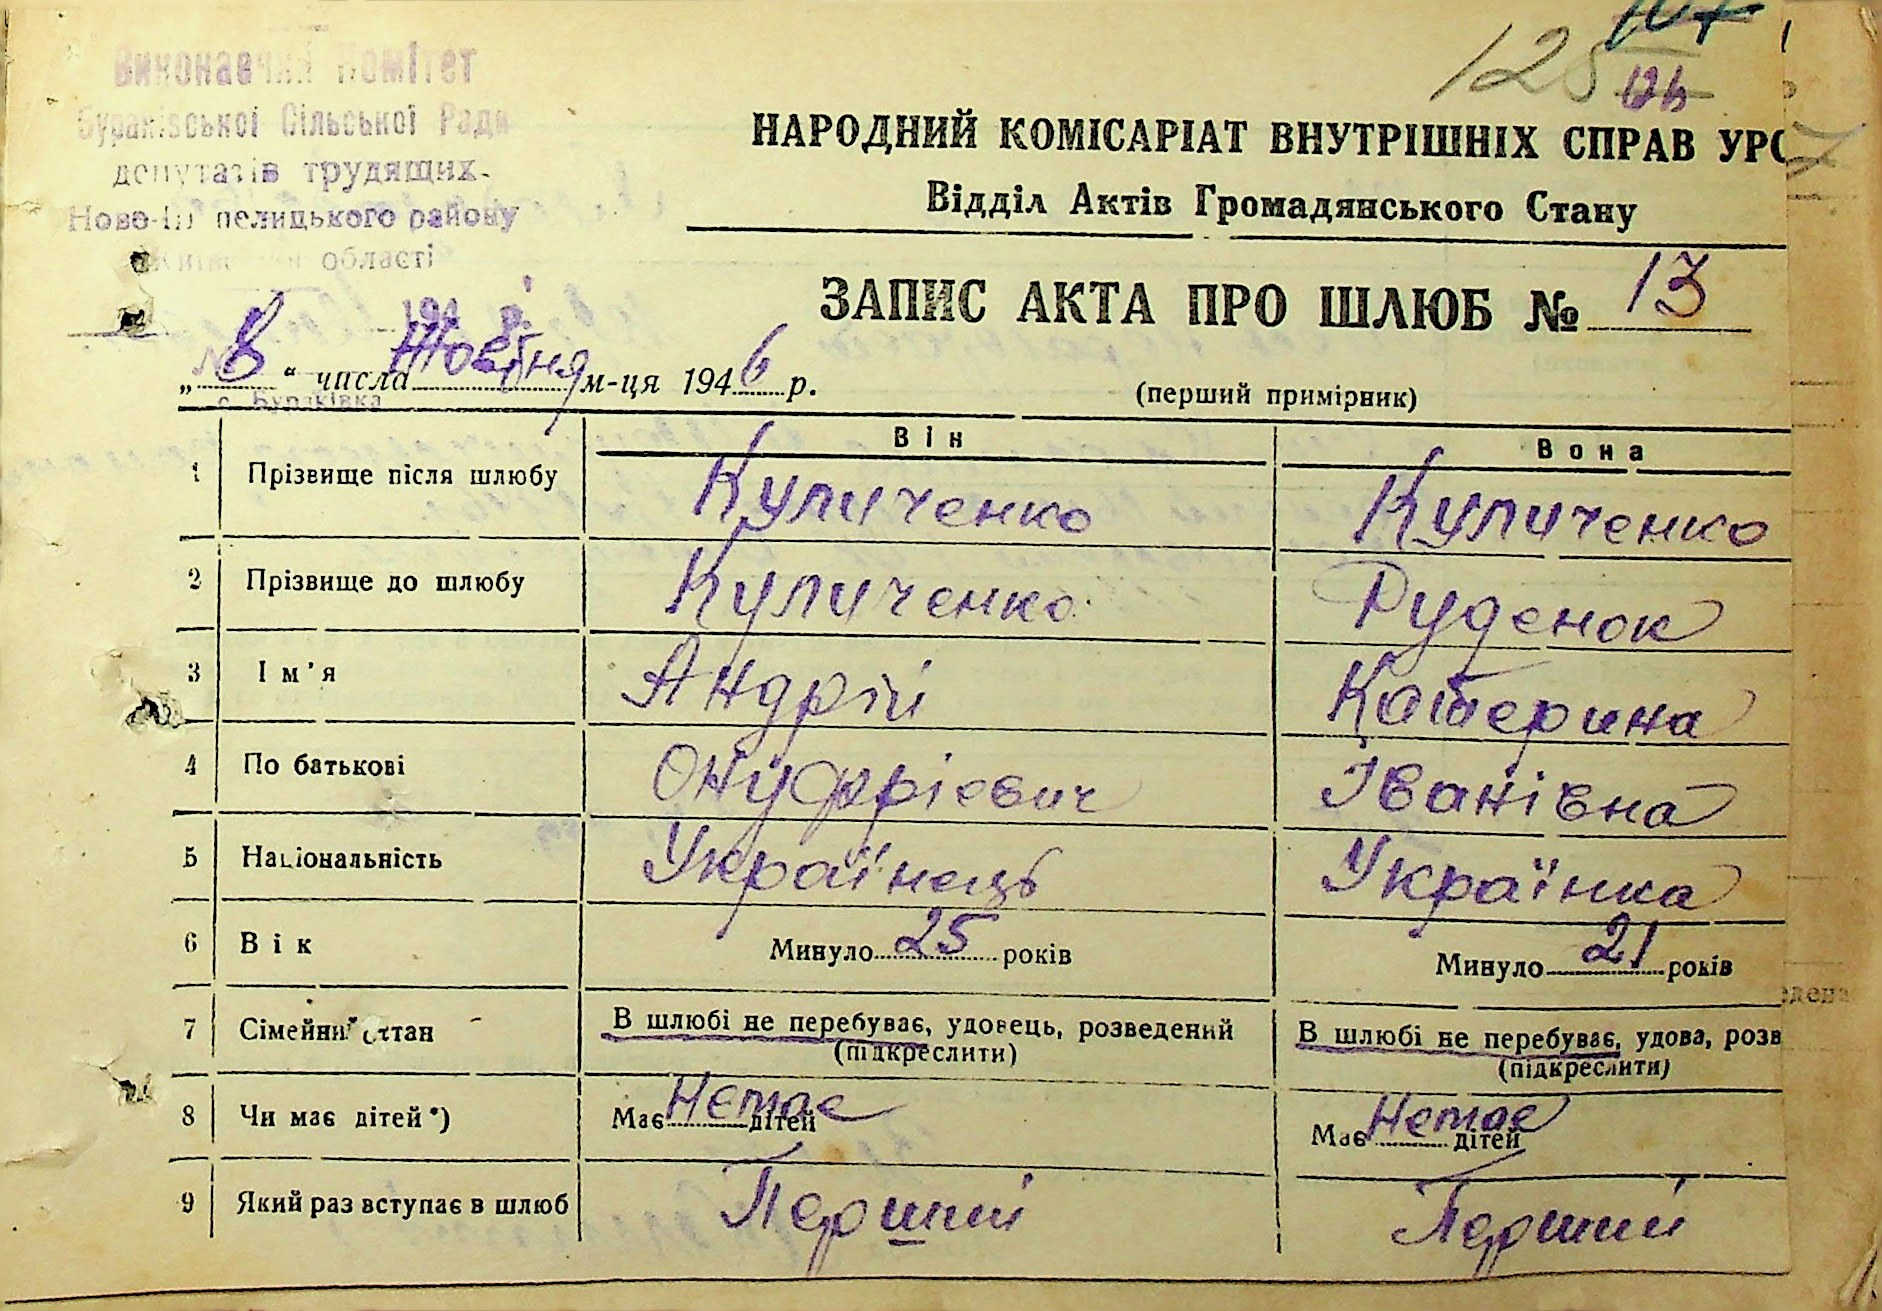 Виконавчий Комітет
Бураківської Сільської Ради
депутатів трудящих
Ново-Шепелицького району
області
125
126
НАРОДНИЙ КОМІСАРІАТ ВНУТРІШНІХ СПРАВ УРС
Відділ Актів Громадянського Стану
ЗАПИС АКТА ПРО ШЛЮБ № 13
194 р.
„8“ числа Жовтня м-ця 1946 р.
(перший примірник)
с. Бураківка
Він Вона
1 Прізвище після шлюбу Куличенко Куличенко
2 Прізвище до шлюбу Куличенко Руденок
3 Ім'я Андрій Катерина
4 По батькові Онуфрієвич Іванівна
5 Національність Українець Українка
6 Вік Минуло 25 років Минуло 21 років
7 Сімейний стан В шлюбі не перебуває, удовець, розведений В шлюбі не перебуває, удова, розв
(підкреслити) (підкреслити)
8 Чи має дітей*) Має Немає дітей Має Немає дітей
9 Який раз вступає в шлюб Перший Перший